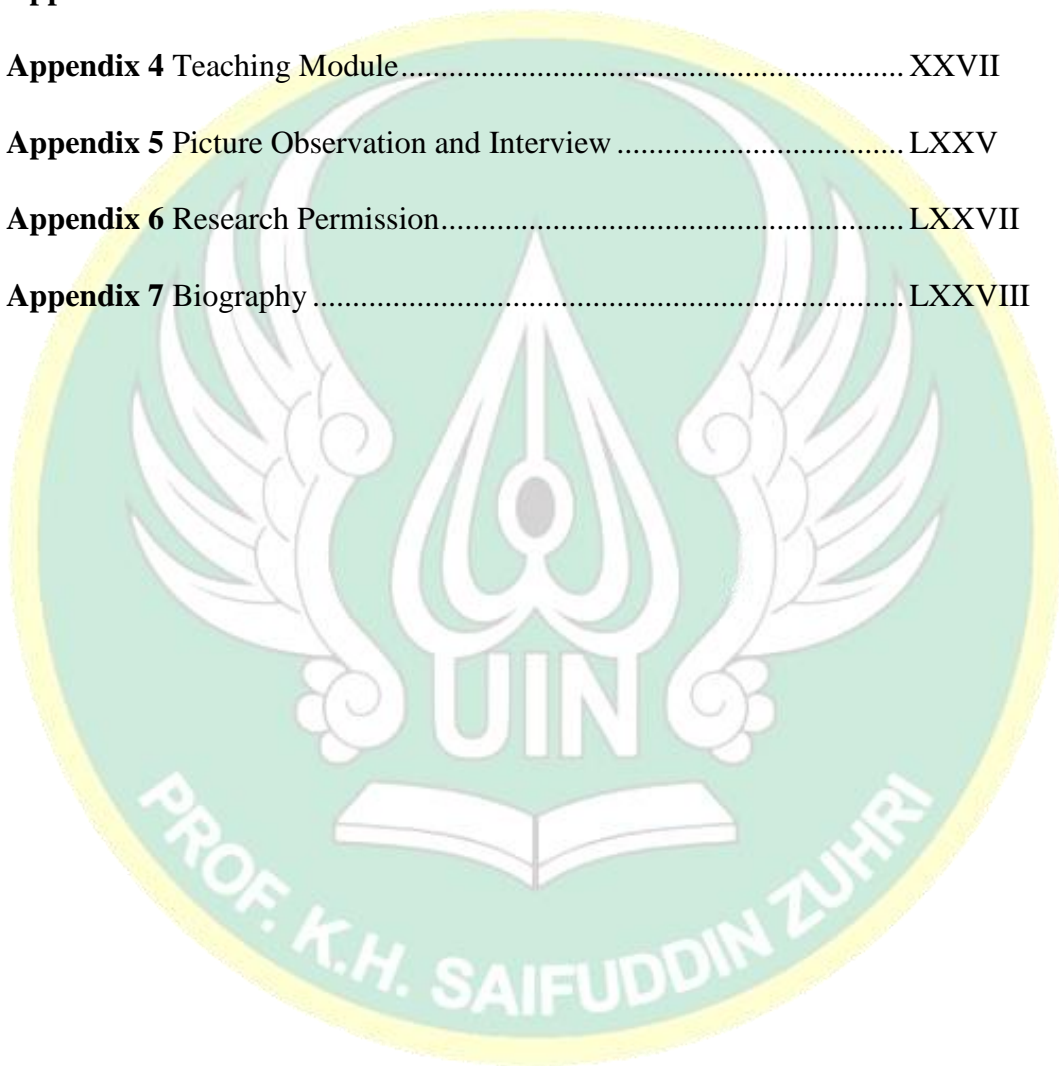 Appendix 4 Teaching Module.................................................................. XXVII
Appendix 5 Picture Observation and Interview ..................................... LXXV
Appendix 6 Research Permission............................................................ LXXVII
Appendix 7 Biography ............................................................................. LXXVIII
UIN
PROF. K.H. SAIFUDDIN ZUHRI